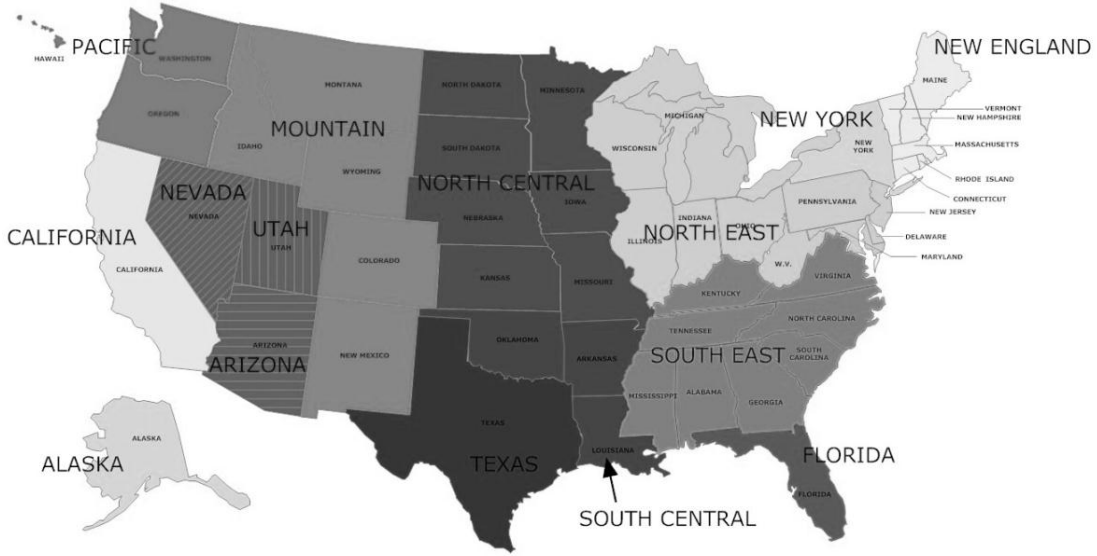 PACIFIC
HAWAII
WASHINGTON
NEW ENGLAND
MAINE
MONTANA
NORTH DAKOTA
MINNESOTA
OREGON
MOUNTAIN
MICHIGAN
NEW YORK
VERMONT
NEW HAMPSHIRE
IDAHO
SOUTH DAKOTA
WISCONSIN
NEW
YORK
MASSACHUSETTS
WYOMING
NORTH CENTRAL
RHODE ISLAND
NEVADA
NEVADA
IOWA
PENNSYLVANIA
CONNECTICUT
NEBRASKA
NEW JERSEY
UTAH
UTAH
INDIANA
OHIO
NORTH EAST
ILLINOIS
CALIFORNIA
CALIFORNIA
DELAWARE
COLORADO
W.V.
MARYLAND
KANSAS
MISSOURI
VIRGINIA
KENTUCKY
NORTH CAROLINA
TENNESSEE
ARIZONA
ARIZONA
NEW MEXICO
OKLAHOMA
ARKANSAS
SOUTH EAST
SOUTH
CAROLINA
MISSISSIPPI
ALABAMA
GEORGIA
TEXAS
TEXAS
ALASKA
ALASKA
LOUISIANA
FLORIDA
FLORIDA
SOUTH CENTRAL